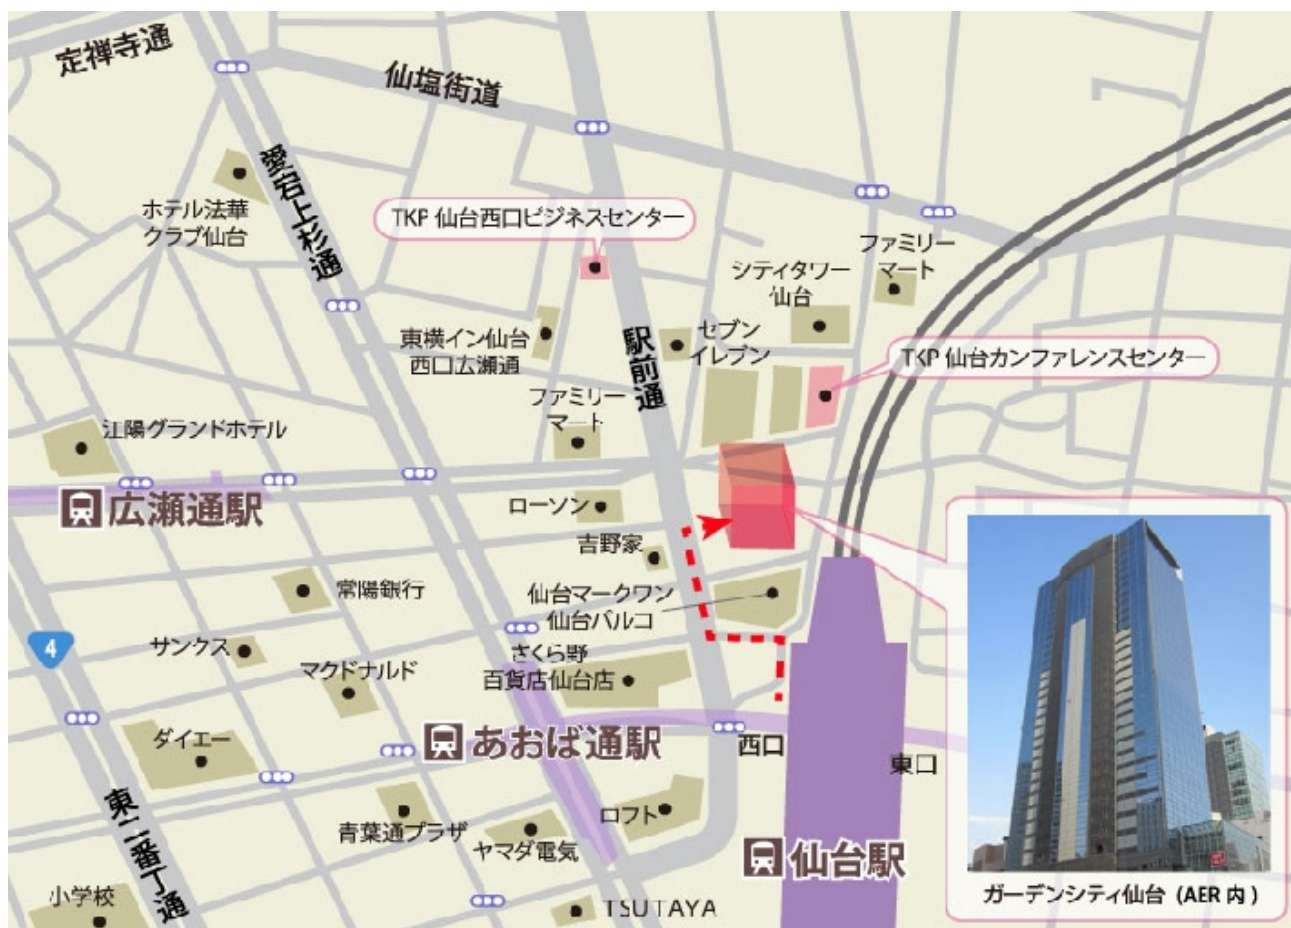 定禅寺通
仙塩街道
愛宕上杉通
ホテル法華
クラブ仙台
TKP 仙台西口ビジネスセンター
ファミリー
マート
シティタワー
仙台
東横イン仙台
西口広瀬通
駅前通
セブン
イレブン
TKP 仙台カンファレンスセンター
ファミリー
マート
江陽グランドホテル
広瀬通駅
ローソン
吉野家
常陽銀行
仙台マークワン
仙台パルコ
4
サンクス
マクドナルド
さくら野
百貨店仙台店
ダイエー
あおば通駅
西口
東口
東二番丁通
青葉通プラザ
ヤマダ電気
ロフト
仙台駅
小学校
TSUTAYA
ガーデンシティ仙台 (AER 内 )